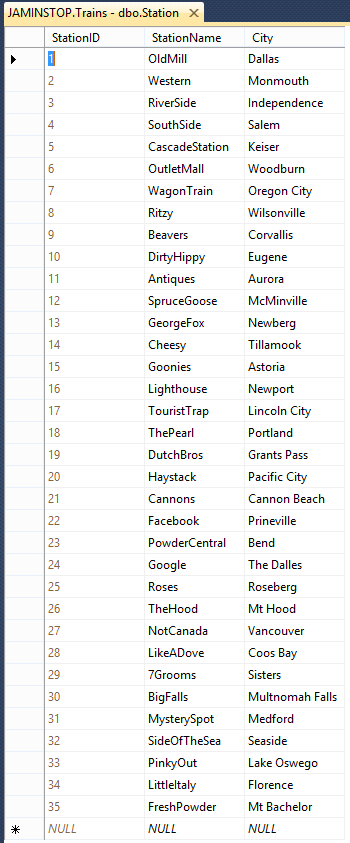 JAMINSTOP.Trains - dbo.Station
StationID StationName City
1 OldMill Dallas
2 Western Monmouth
3 RiverSide Independence
4 SouthSide Salem
5 CascadeStation Keiser
6 OutletMall Woodburn
7 WagonTrain Oregon City
8 Ritzy Wilsonville
9 Beavers Corvallis
10 DirtyHippy Eugene
11 Antiques Aurora
12 SpruceGoose McMinville
13 GeorgeFox Newberg
14 Cheesy Tillamook
15 Goonies Astoria
16 Lighthouse Newport
17 TouristTrap Lincoln City
18 ThePearl Portland
19 DutchBros Grants Pass
20 Haystack Pacific City
21 Cannons Cannon Beach
22 Facebook Prineville
23 PowderCentral Bend
24 Google The Dalles
25 Roses Roseberg
26 TheHood Mt Hood
27 NotCanada Vancouver
28 LikeADove Coos Bay
29 7Grooms Sisters
30 BigFalls Multnomah Falls
31 MysterySpot Medford
32 SideOfTheSea Seaside
33 PinkyOut Lake Oswego
34 LittleItaly Florence
35 FreshPowder Mt Bachelor
NULL NULL NULL